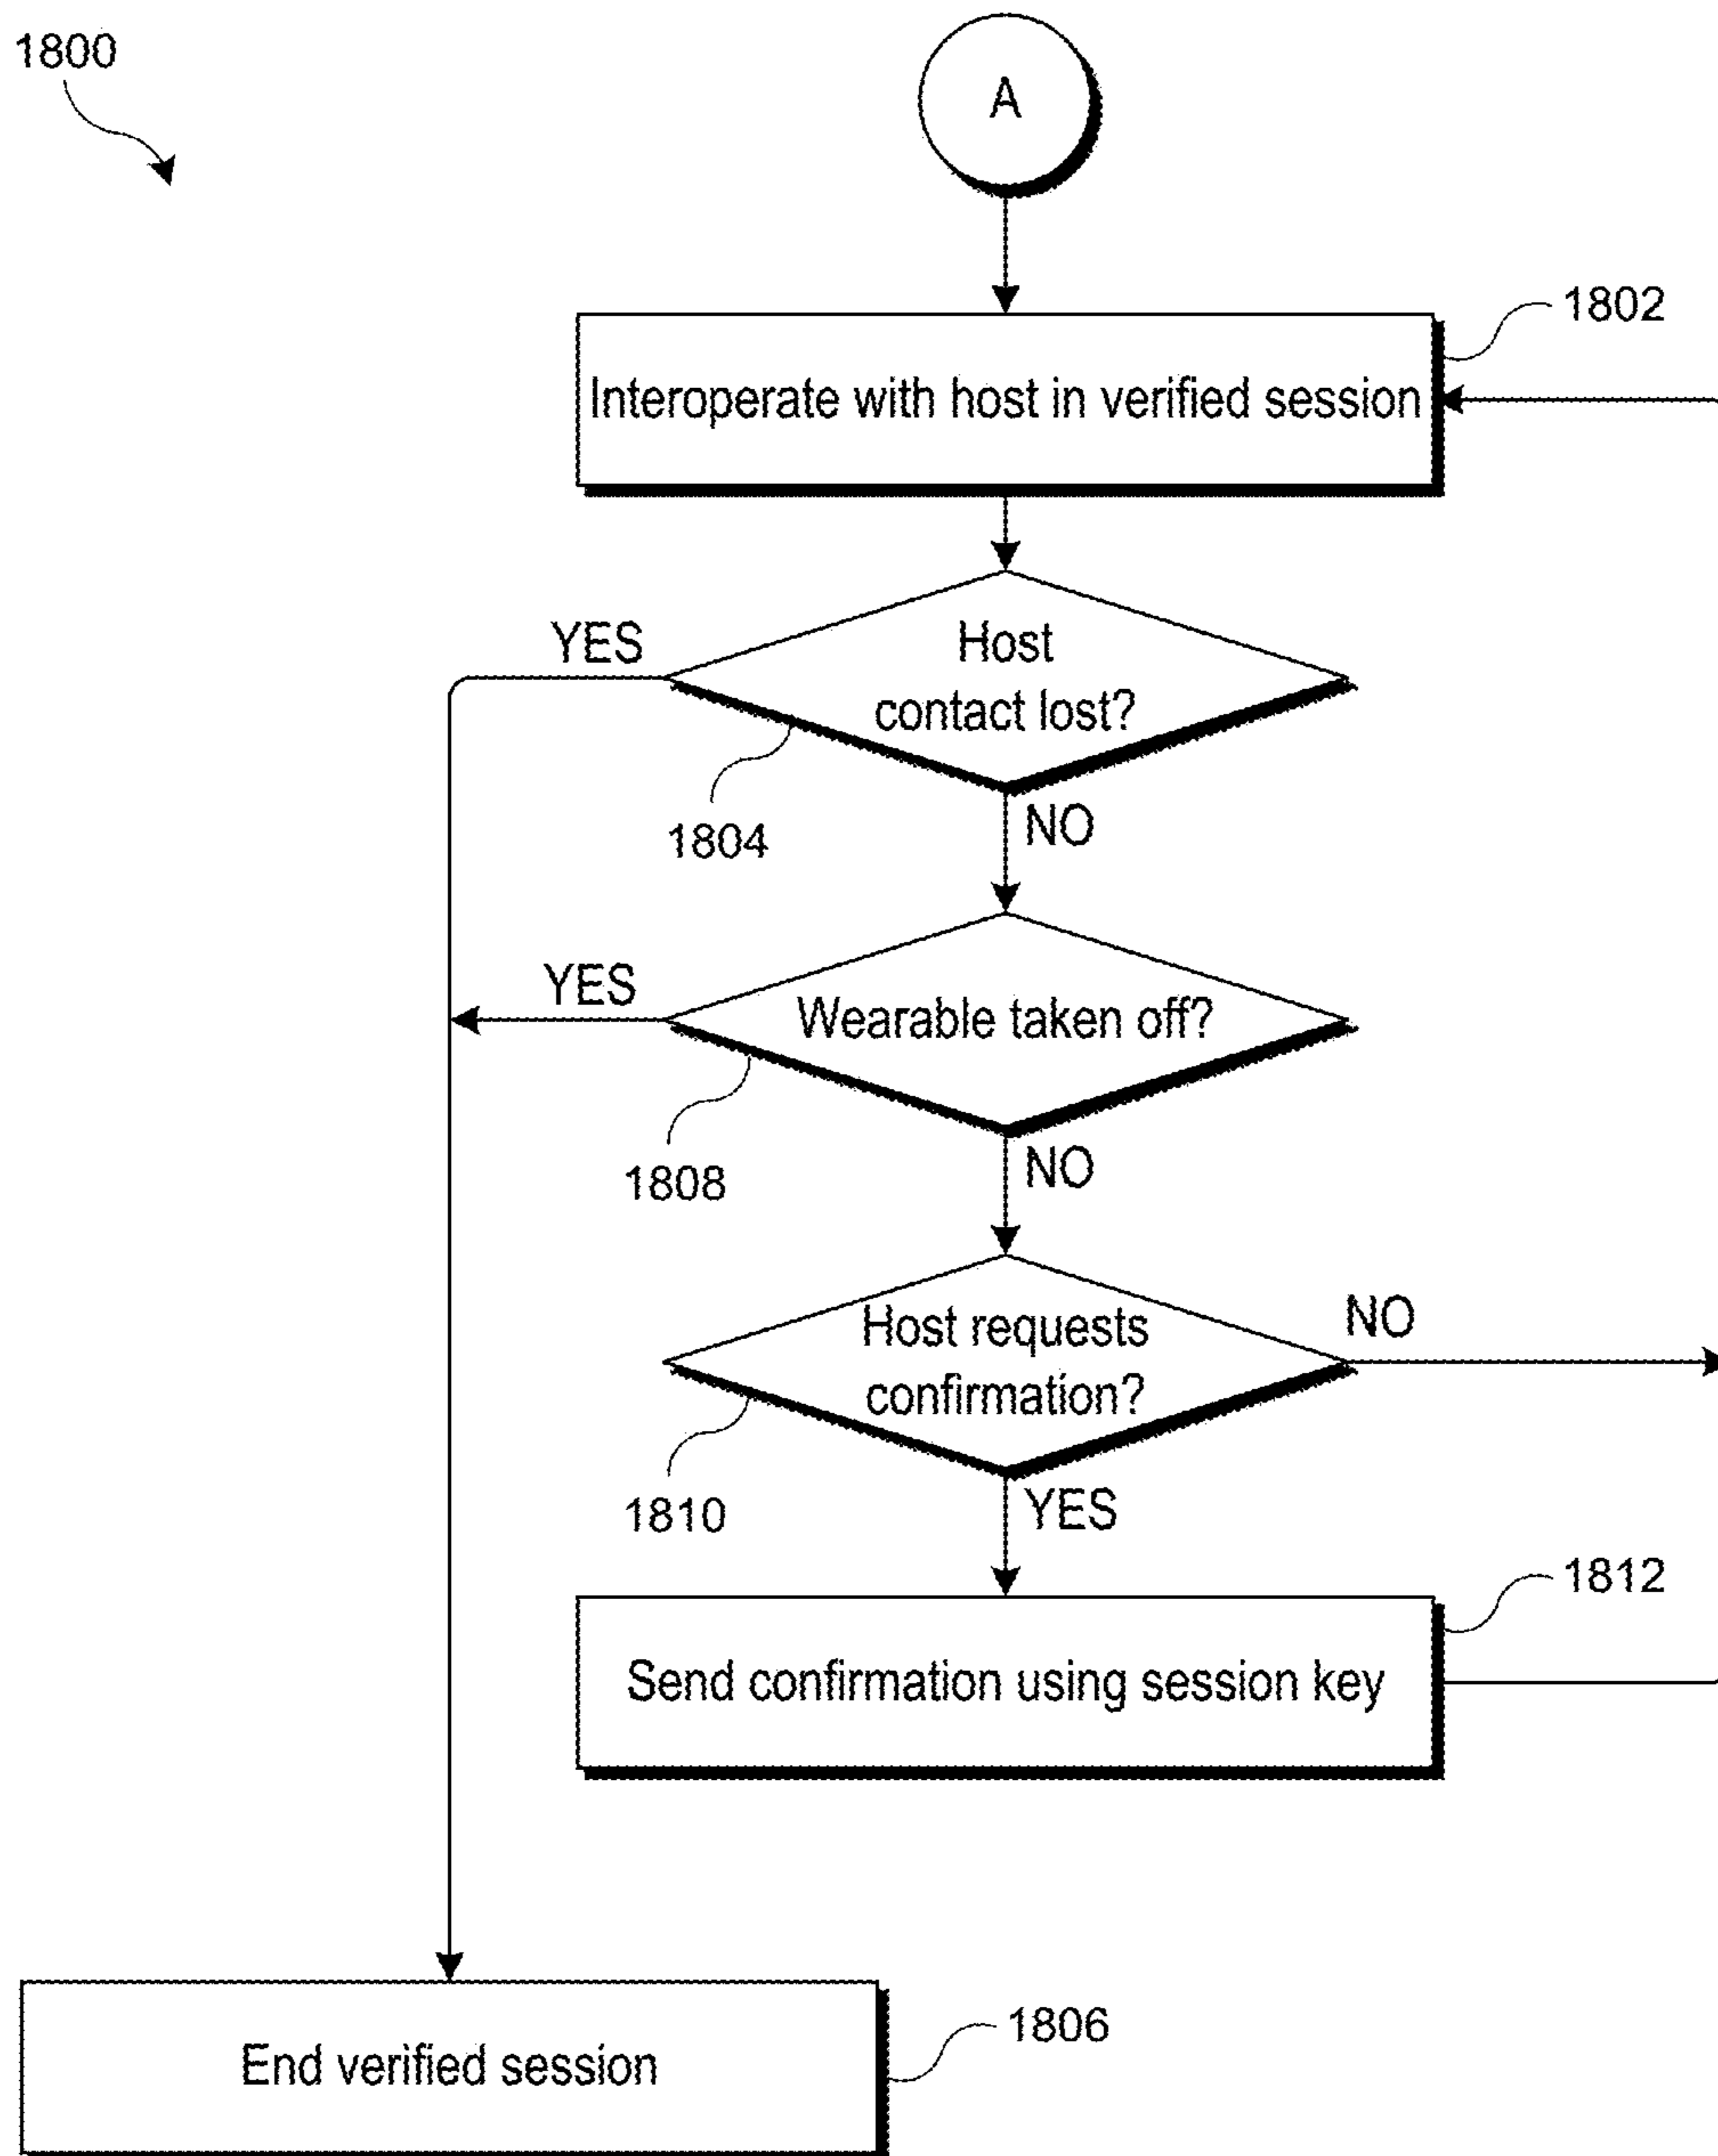 1800
A
1802
Interoperate with host in verified session
YES
Host
contact lost?
1804
NO
YES
Wearable taken off?
1808
NO
Host requests
confirmation?
NO
1810
YES
1812
Send confirmation using session key
1806
End verified session